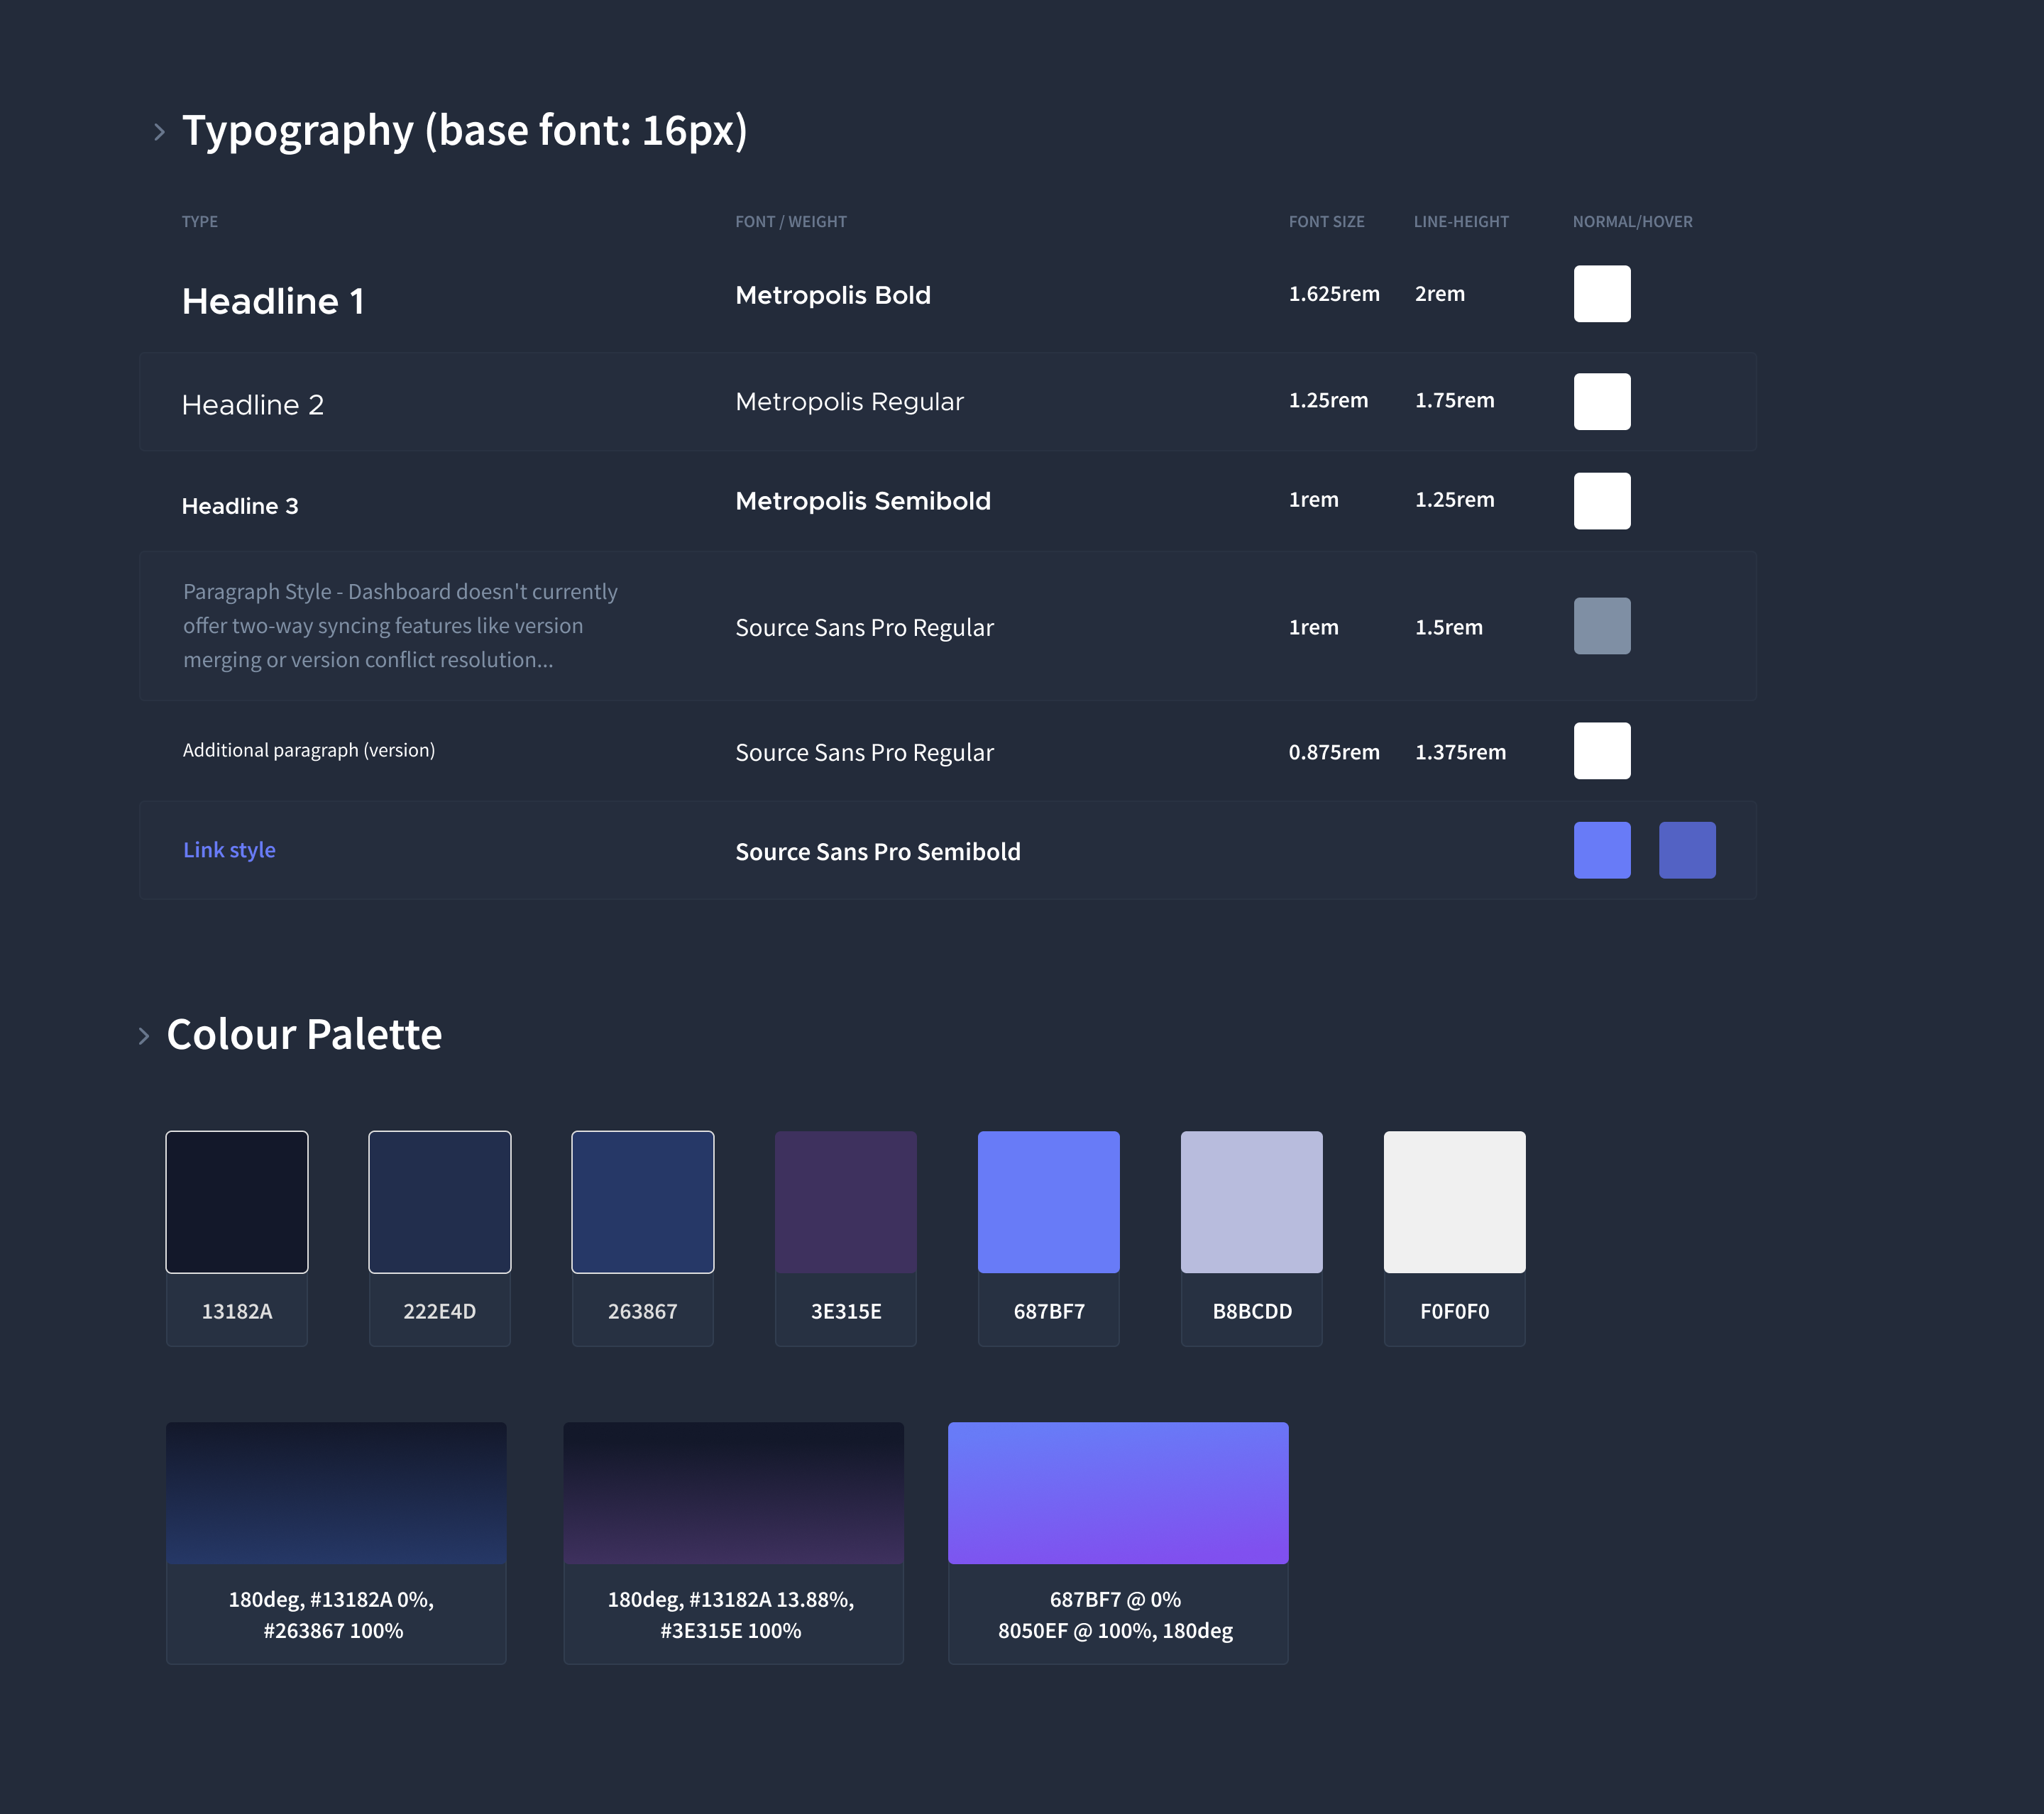 Typography (base font: 16px)
TYPE FONT / WEIGHT FONT SIZE LINE-HEIGHT NORMAL/HOVER
Headline 1 Metropolis Bold 1.625rem 2rem
Headline 2 Metropolis Regular 1.25rem 1.75rem
Headline 3 Metropolis Semibold 1rem 1.25rem
Paragraph Style - Dashboard doesn't currently
offer two-way syncing features like version
merging or version conflict resolution...
Source Sans Pro Regular 1rem 1.5rem
Additional paragraph (version) Source Sans Pro Regular 0.875rem 1.375rem
Link style Source Sans Pro Semibold
Colour Palette
13182A 222E4D 263867 3E315E 687BF7 B8BCDD F0F0F0
180deg, #13182A 0%,
#263867 100%
180deg, #13182A 13.88%,
#3E315E 100%
687BF7 @ 0%
8050EF @ 100%, 180deg